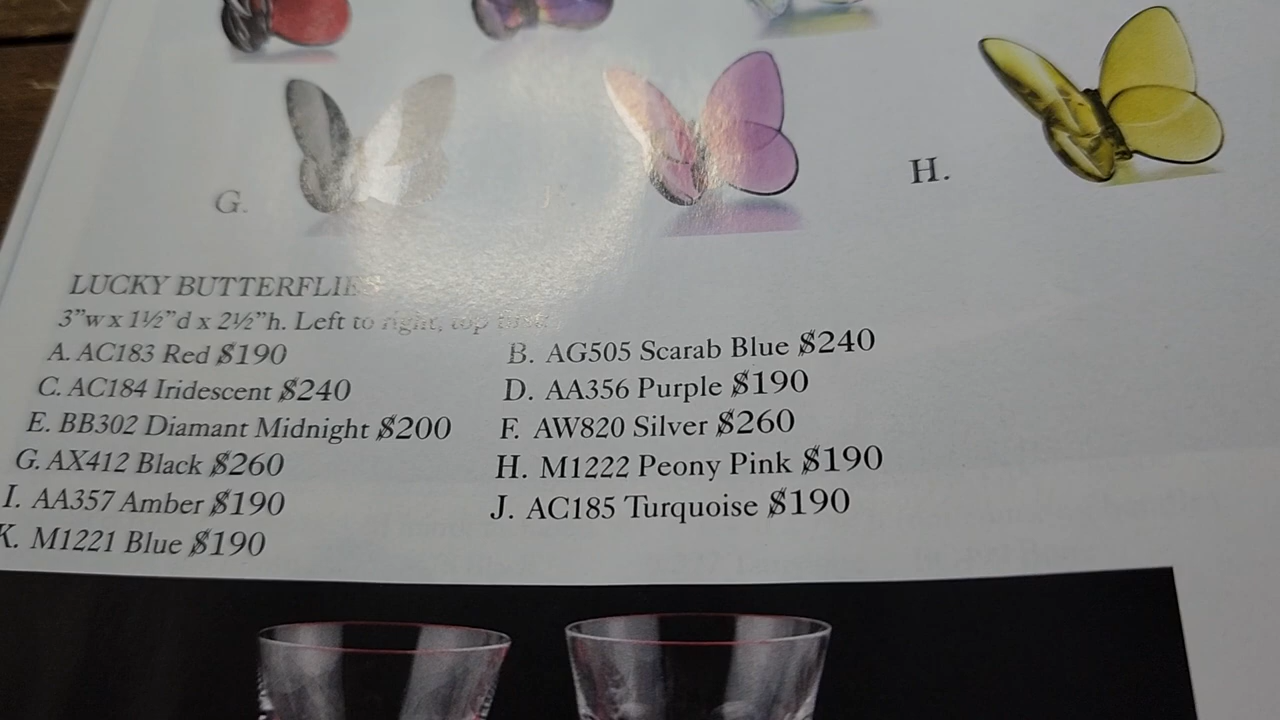 G.
H.
LUCKY BUTTERFLIES
3”w x 1½”d x 2½”h. Left to right, top
A. AC183 Red $190
B. AG505 Scarab Blue $240
C. AC184 Iridescent $240
D. AA356 Purple $190
E. BB302 Diamant Midnight $200
F. AW820 Silver $260
G. AX412 Black $260
H. M1222 Peony Pink $190
I. AA357 Amber $190
J. AC185 Turquoise $190
K. M1221 Blue $190